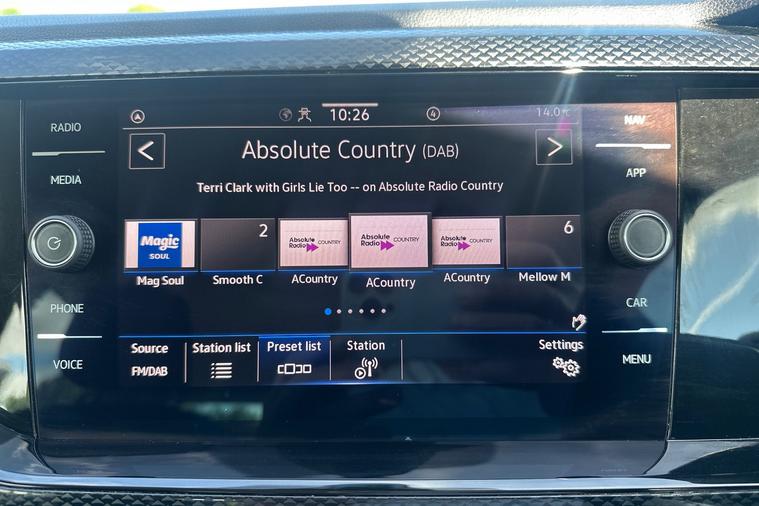 RADIO
MEDIA
PHONE
VOICE
10:26
4
14.0°C
Absolute Country (DAB)
Terri Clark with Girls Lie Too -- on Absolute Radio Country
Magic
SOUL
2
Absolute
Radio COUNTRY
Absolute
Radio COUNTRY
Absolute
Radio COUNTRY
6
Mag Soul
Smooth C
ACountry
ACountry
ACountry
Mellow M
Source
FM/DAB
Station list
Preset list
Station
Settings
NAV
APP
CAR
MENU